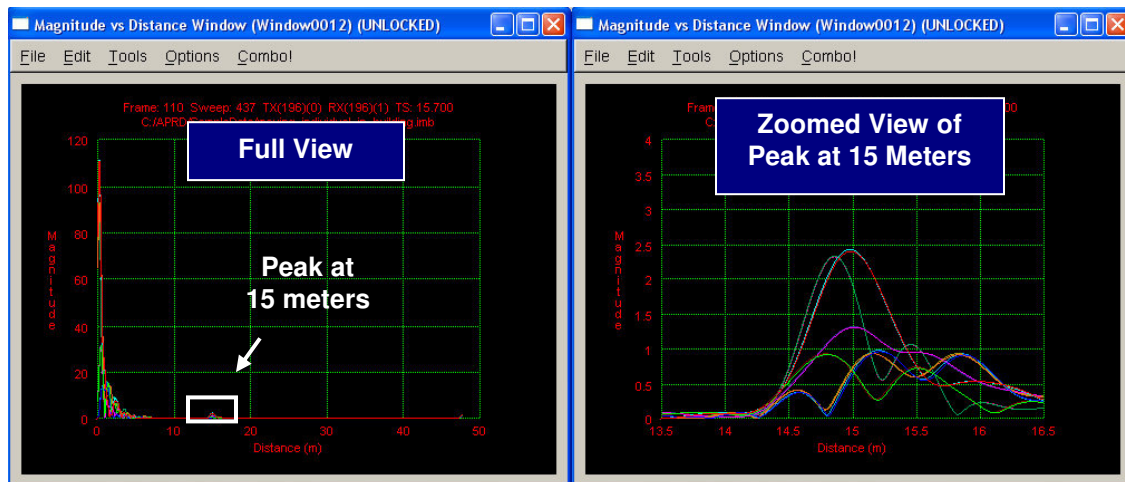 Magnitude vs Distance Window (Window0012) (UNLOCKED)
File Edit Tools Options Combo!
Frame: 110 Sweep: 437 TX(196)(0) RX(196)(1) TS: 15.700
Full View
120
100
80
60
40
20
0
Magnitude
Peak at
15 meters
0 10 20 30 40 50
Distance (m)
Magnitude vs Distance Window (Window0012) (UNLOCKED)
File Edit Tools Options Combo!
Zoomed View of
Peak at 15 Meters
4
3.5
3
2.5
2
1.5
1
0.5
0
Magnitude
13.5 14 14.5 15 15.5 16 16.5
Distance (m)